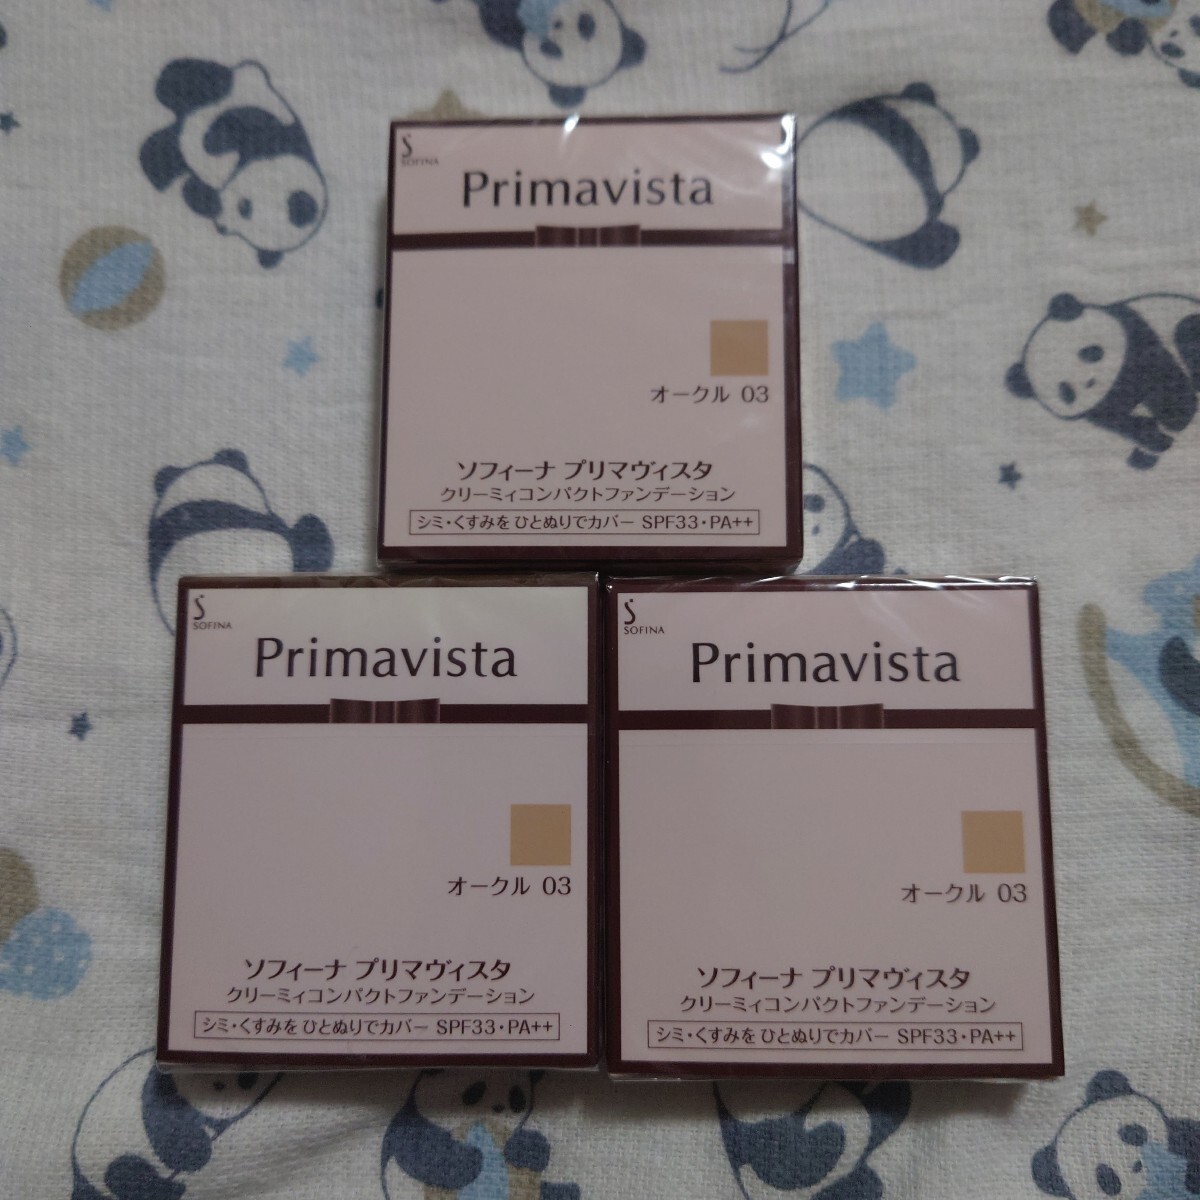 SOFINA
Primavista
オークル 03
ソフィーナ プリマヴィスタ
クリーミィコンパクトファンデーション
シミ・くすみを ひとぬりでカバー SPF33・PA++
SOFINA
Primavista
オークル 03
ソフィーナ プリマヴィスタ
クリーミィコンパクトファンデーション
シミ・くすみを ひとぬりでカバー SPF33・PA++
SOFINA
Primavista
オークル 03
ソフィーナ プリマヴィスタ
クリーミィコンパクトファンデーション
シミ・くすみを ひとぬりでカバー SPF33・PA++